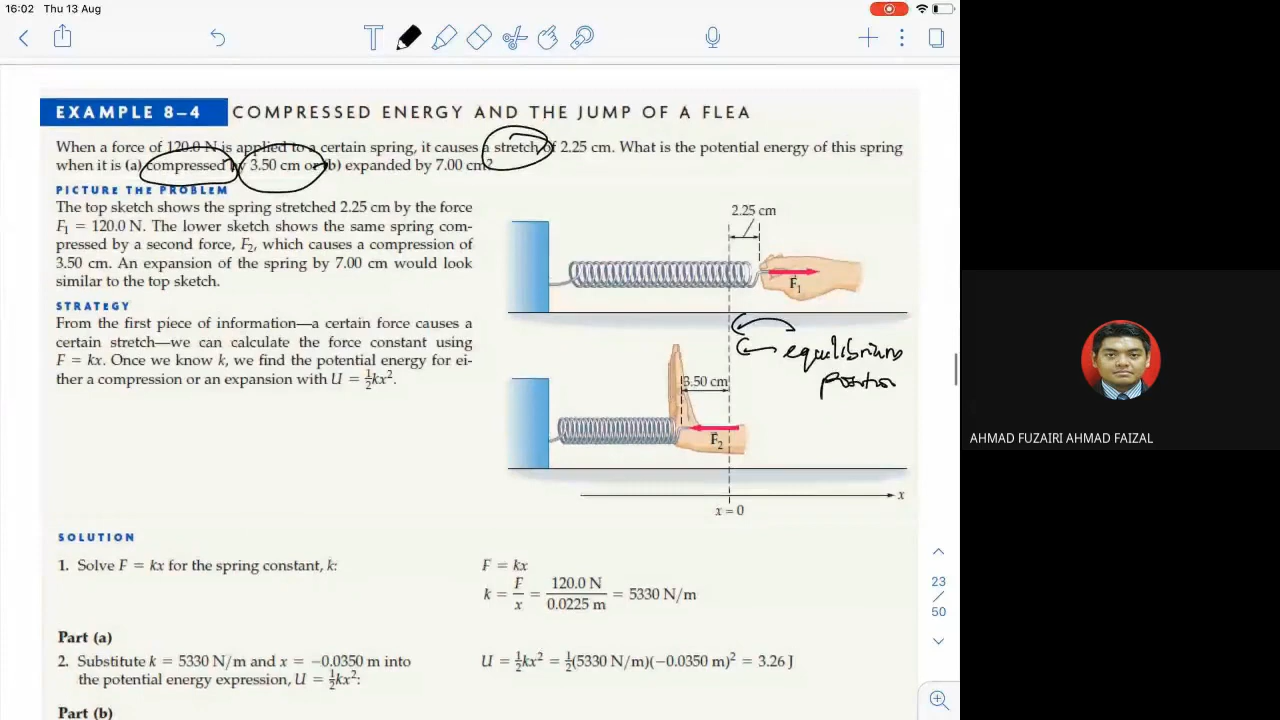 16:02 Thu 13 Aug
EXAMPLE 8–4 COMPRESSED ENERGY AND THE JUMP OF A FLEA
When a force of 120.0 N is applied to a certain spring, it causes a stretch of 2.25 cm. What is the potential energy of this spring
when it is (a) compressed by 3.50 cm or (b) expanded by 7.00 cm?
PICTURE THE PROBLEM
The top sketch shows the spring stretched 2.25 cm by the force
F₁ = 120.0 N. The lower sketch shows the same spring com-
pressed by a second force, F₂, which causes a compression of
3.50 cm. An expansion of the spring by 7.00 cm would look
similar to the top sketch.
STRATEGY
From the first piece of information—a certain force causes a
certain stretch—we can calculate the force constant using
F = kx. Once we know k, we find the potential energy for ei-
ther a compression or an expansion with U = ½kx².
2.25 cm
F₁
equilibrium
position
3.50 cm
F₂
x
x = 0
SOLUTION
1. Solve F = kx for the spring constant, k:
F = kx
k = F/x = 120.0 N/0.0225 m = 5330 N/m
Part (a)
2. Substitute k = 5330 N/m and x = −0.0350 m into
the potential energy expression, U = ½kx²:
U = ½kx² = ½(5330 N/m)(−0.0350 m)² = 3.26 J
Part (b)
23
/
50
AHMAD FUZAIRI AHMAD FAIZAL